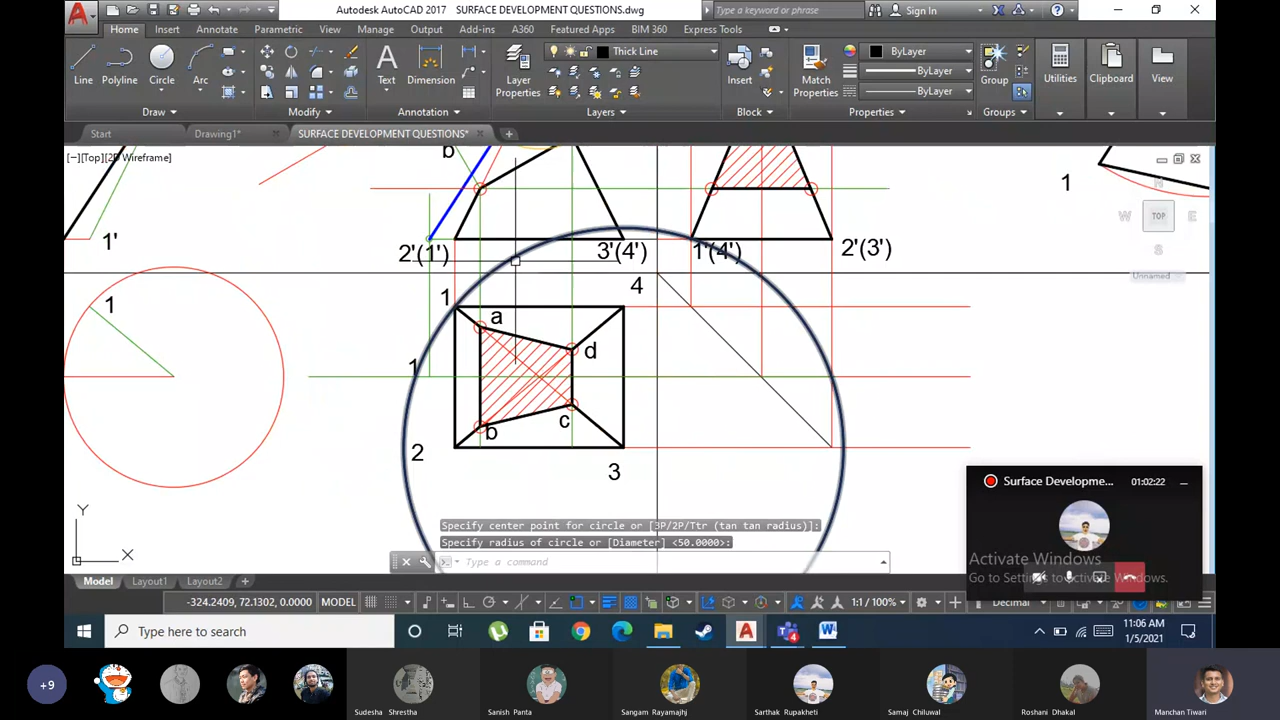 Autodesk AutoCAD 2017 SURFACE DEVELOPMENT QUESTIONS.dwg
Type a keyword or phrase
Sign In
Home Insert Annotate Parametric View Manage Output Add-ins A360 Featured Apps BIM 360 Express Tools
Line Polyline Circle Arc
Text Dimension
Layer Properties
Thick Line
Insert
Match Properties
ByLayer
ByLayer
ByLayer
Group
Utilities Clipboard View
Draw Modify Annotation Layers Block Properties Groups
Start Drawing1* SURFACE DEVELOPMENT QUESTIONS*
[−][Top][2D Wireframe]
b
1
N
W TOP E
S
Unnamed
1'
2'(1') 3'(4') 1'(4') 2'(3')
4
1 1
a
d
1
c
b
2
3
Surface Developme... 01:02:22
Specify center point for circle or [3P/2P/Ttr (tan tan radius)]:
Specify radius of circle or [Diameter] <50.0000>:
Type a command
Activate Windows
Go to Settings to activate Windows.
Y
X
Model Layout1 Layout2
-324.2409, 72.1302, 0.0000 MODEL 1:1 / 100% Decimal
Type here to search
11:06 AM
1/5/2021
+9
Sudesha Shrestha
Sanish Panta
Sangam Rayamajhi
Sarthak Rupakheti
Samaj Chiluwal
Roshani Dhakal
Manchan Tiwari